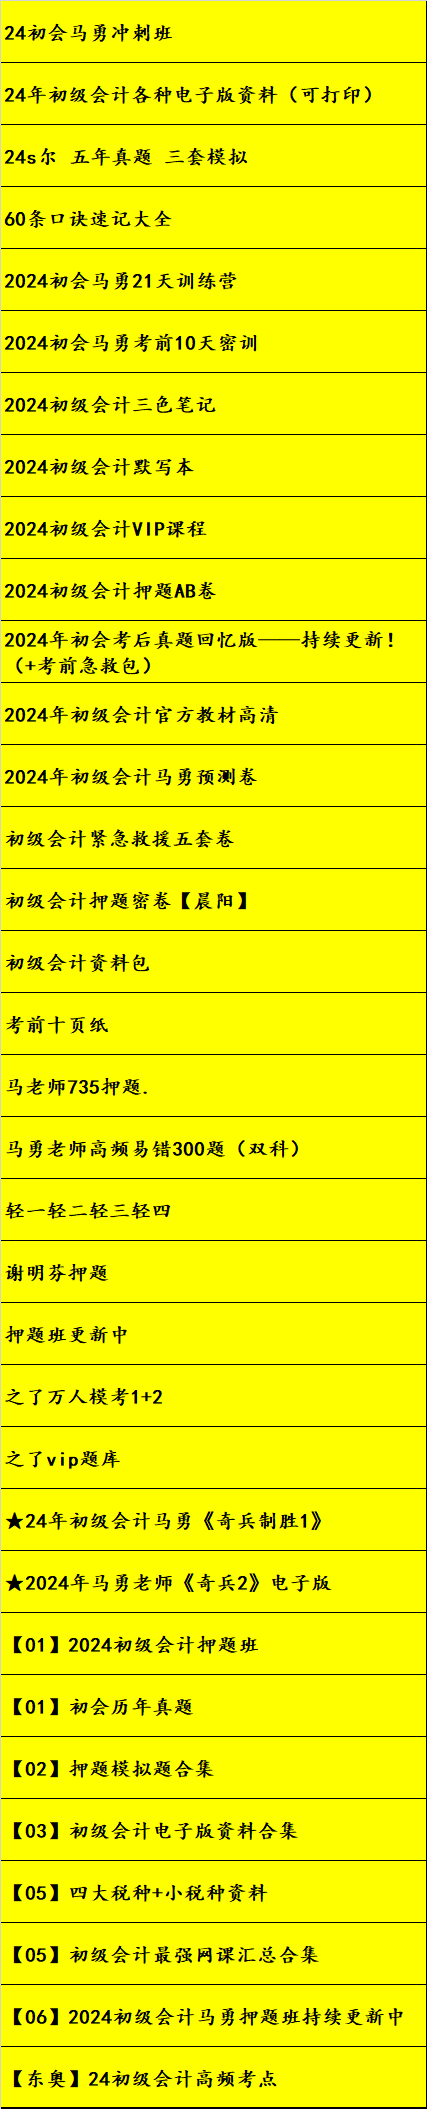 24初会马勇冲刺班
24年初级会计各种电子版资料（可打印）
24s尔 五年真题 三套模拟
60条口诀速记大全
2024初会马勇21天训练营
2024初会马勇考前10天密训
2024初级会计三色笔记
2024初级会计默写本
2024初级会计VIP课程
2024初级会计押题AB卷
2024年初会考后真题回忆版——持续更新！
（+考前急救包）
2024年初级会计官方教材高清
2024年初级会计马勇预测卷
初级会计紧急救援五套卷
初级会计押题密卷【晨阳】
初级会计资料包
考前十页纸
马老师735押题.
马勇老师高频易错300题（双科）
轻一轻二轻三轻四
谢明芬押题
押题班更新中
之了万人模考1+2
之了vip题库
★24年初级会计马勇《奇兵制胜1》
★2024年马勇老师《奇兵2》电子版
【01】2024初级会计押题班
【01】初会历年真题
【02】押题模拟题合集
【03】初级会计电子版资料合集
【05】四大税种+小税种资料
【05】初级会计最强网课汇总合集
【06】2024初级会计马勇押题班持续更新中
【东奥】24初级会计高频考点